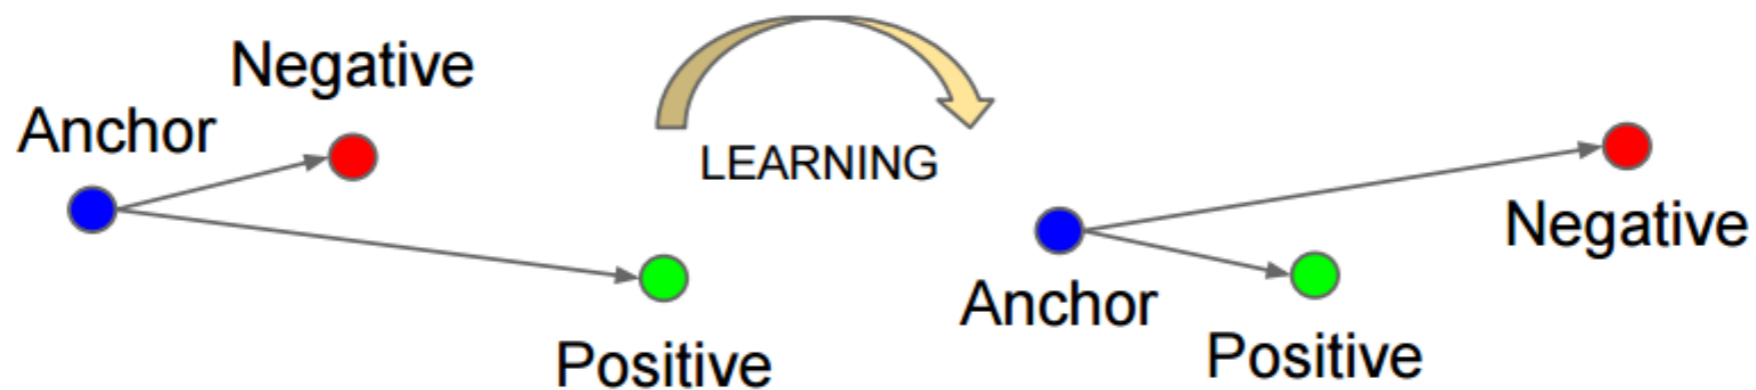 Negative
Anchor
Positive
LEARNING
Negative
Anchor
Positive